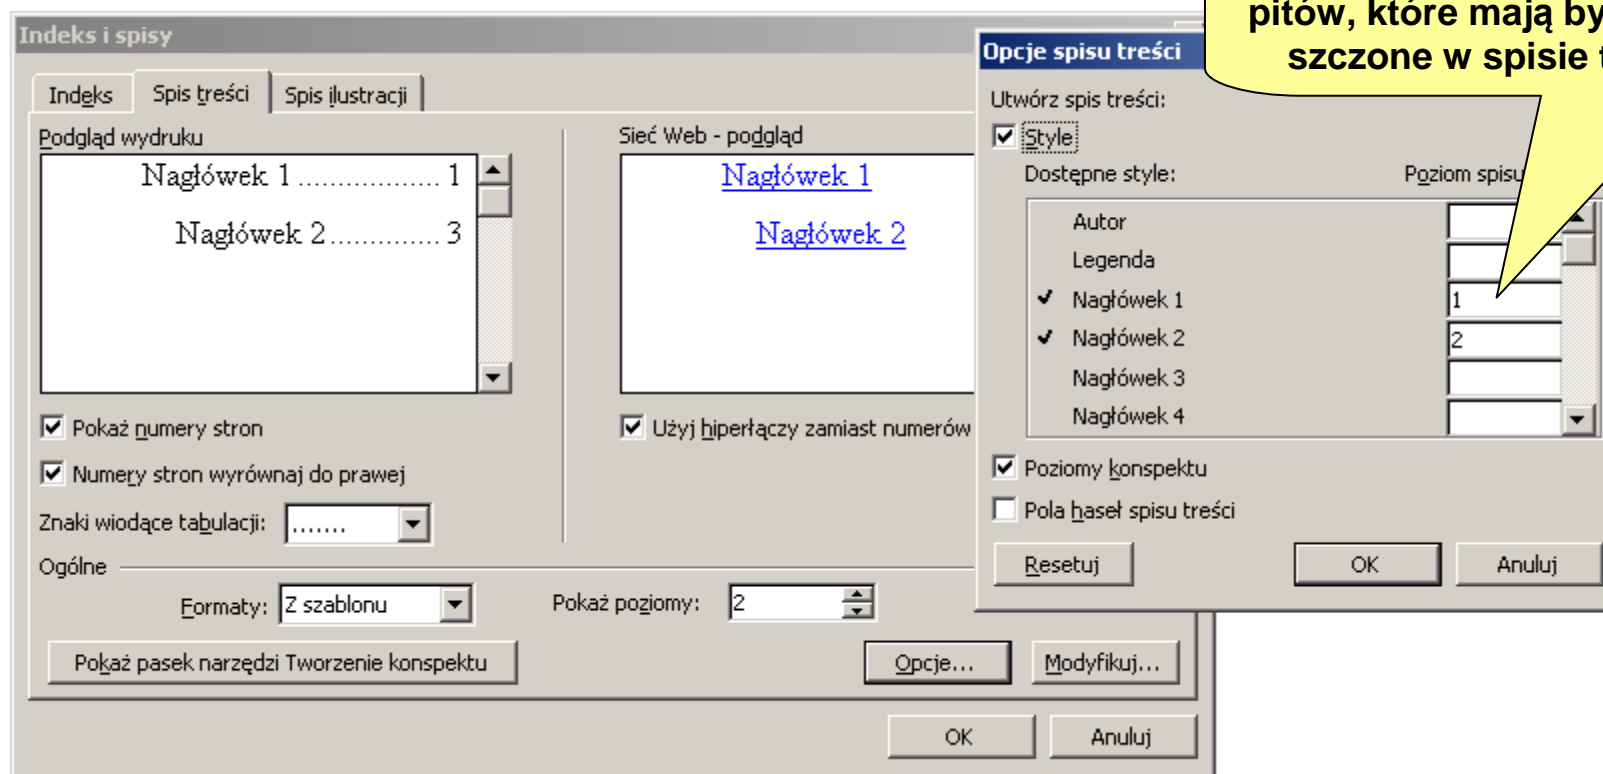 pitów, które mają by
szczone w spisie
Indeks i spisy
Indeks Spis treści Spis ilustracji
Podgląd wydruku
Nagłówek 1 .................. 1
Nagłówek 2 .............. 3
Sieć Web - podgląd
Nagłówek 1
Nagłówek 2
Pokaż numery stron
Numery stron wyrównaj do prawej
Znaki wiodące tabulacji: .......
Użyj hiperłączy zamiast numerów
Ogólne
Formaty: Z szablonu Pokaż poziomy: 2
Pokaż pasek narzędzi Tworzenie konspektu Opcje... Modyfikuj...
OK Anuluj
Opcje spisu treści
Utwórz spis treści:
Style
Dostępne style: Poziom spisu
Autor
Legenda
Nagłówek 1 1
Nagłówek 2 2
Nagłówek 3
Nagłówek 4
Poziomy konspektu
Pola haseł spisu treści
Resetuj OK Anuluj